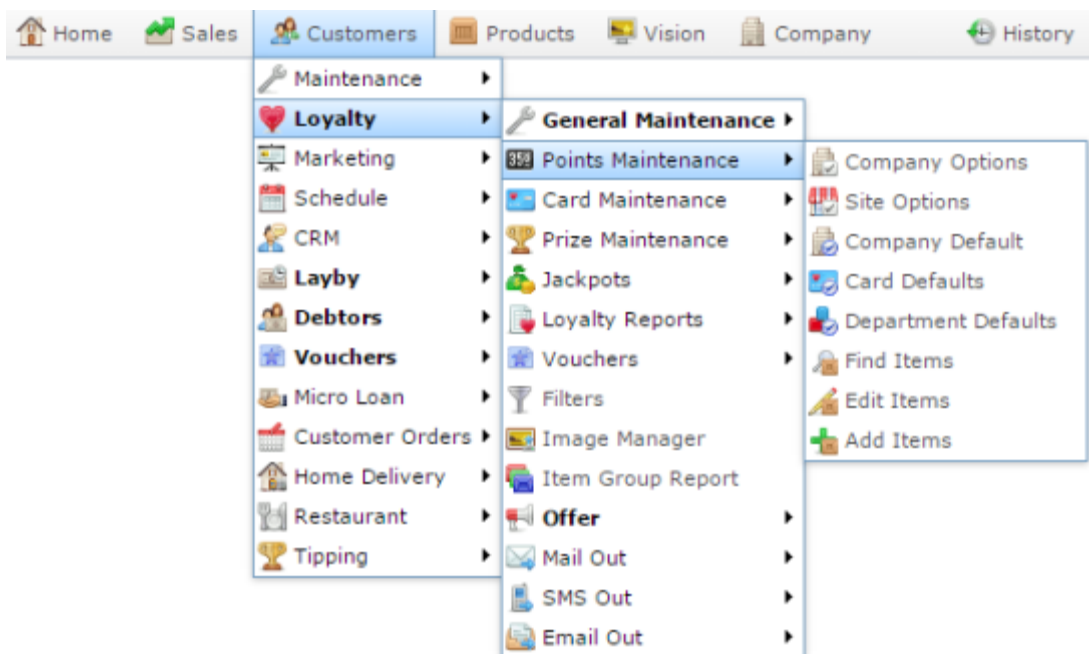 Home Sales Customers Products Vision Company History
Maintenance
Loyalty
Marketing
Schedule
CRM
Layby
Debtors
Vouchers
Micro Loan
Customer Orders
Home Delivery
Restaurant
Tipping
General Maintenance
Points Maintenance
Card Maintenance
Prize Maintenance
Jackpots
Loyalty Reports
Vouchers
Filters
Image Manager
Item Group Report
Offer
Mail Out
SMS Out
Email Out
Company Options
Site Options
Company Default
Card Defaults
Department Defaults
Find Items
Edit Items
Add Items